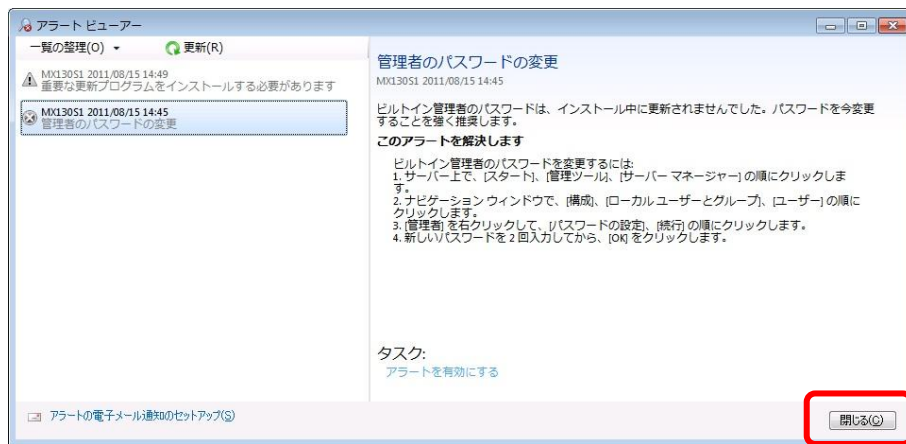 アラート ビューアー
一覧の整理(O)
更新(R)
MX130S1 2011/08/15 14:49
重要な更新プログラムをインストールする必要があります
MX130S1 2011/08/15 14:45
管理者のパスワードの変更
管理者のパスワードの変更
MX130S1 2011/08/15 14:45
ビルトイン管理者のパスワードは、インストール中に更新されませんでした。パスワードを今変更
することを強く推奨します。
このアラートを解決します
ビルトイン管理者のパスワードを変更するには:
1. サーバー上で、[スタート]、[管理ツール]、[サーバー マネージャー] の順にクリックしま
す。
2. ナビゲーション ウィンドウで、[構成]、[ローカル ユーザーとグループ]、[ユーザー] の順に
クリックします。
3. [管理者] を右クリックして、[パスワードの設定]、[続行] の順にクリックします。
4. 新しいパスワードを 2 回入力してから、[OK] をクリックします。
タスク:
アラートを有効にする
アラートの電子メール通知のセットアップ(S)
閉じる(C)